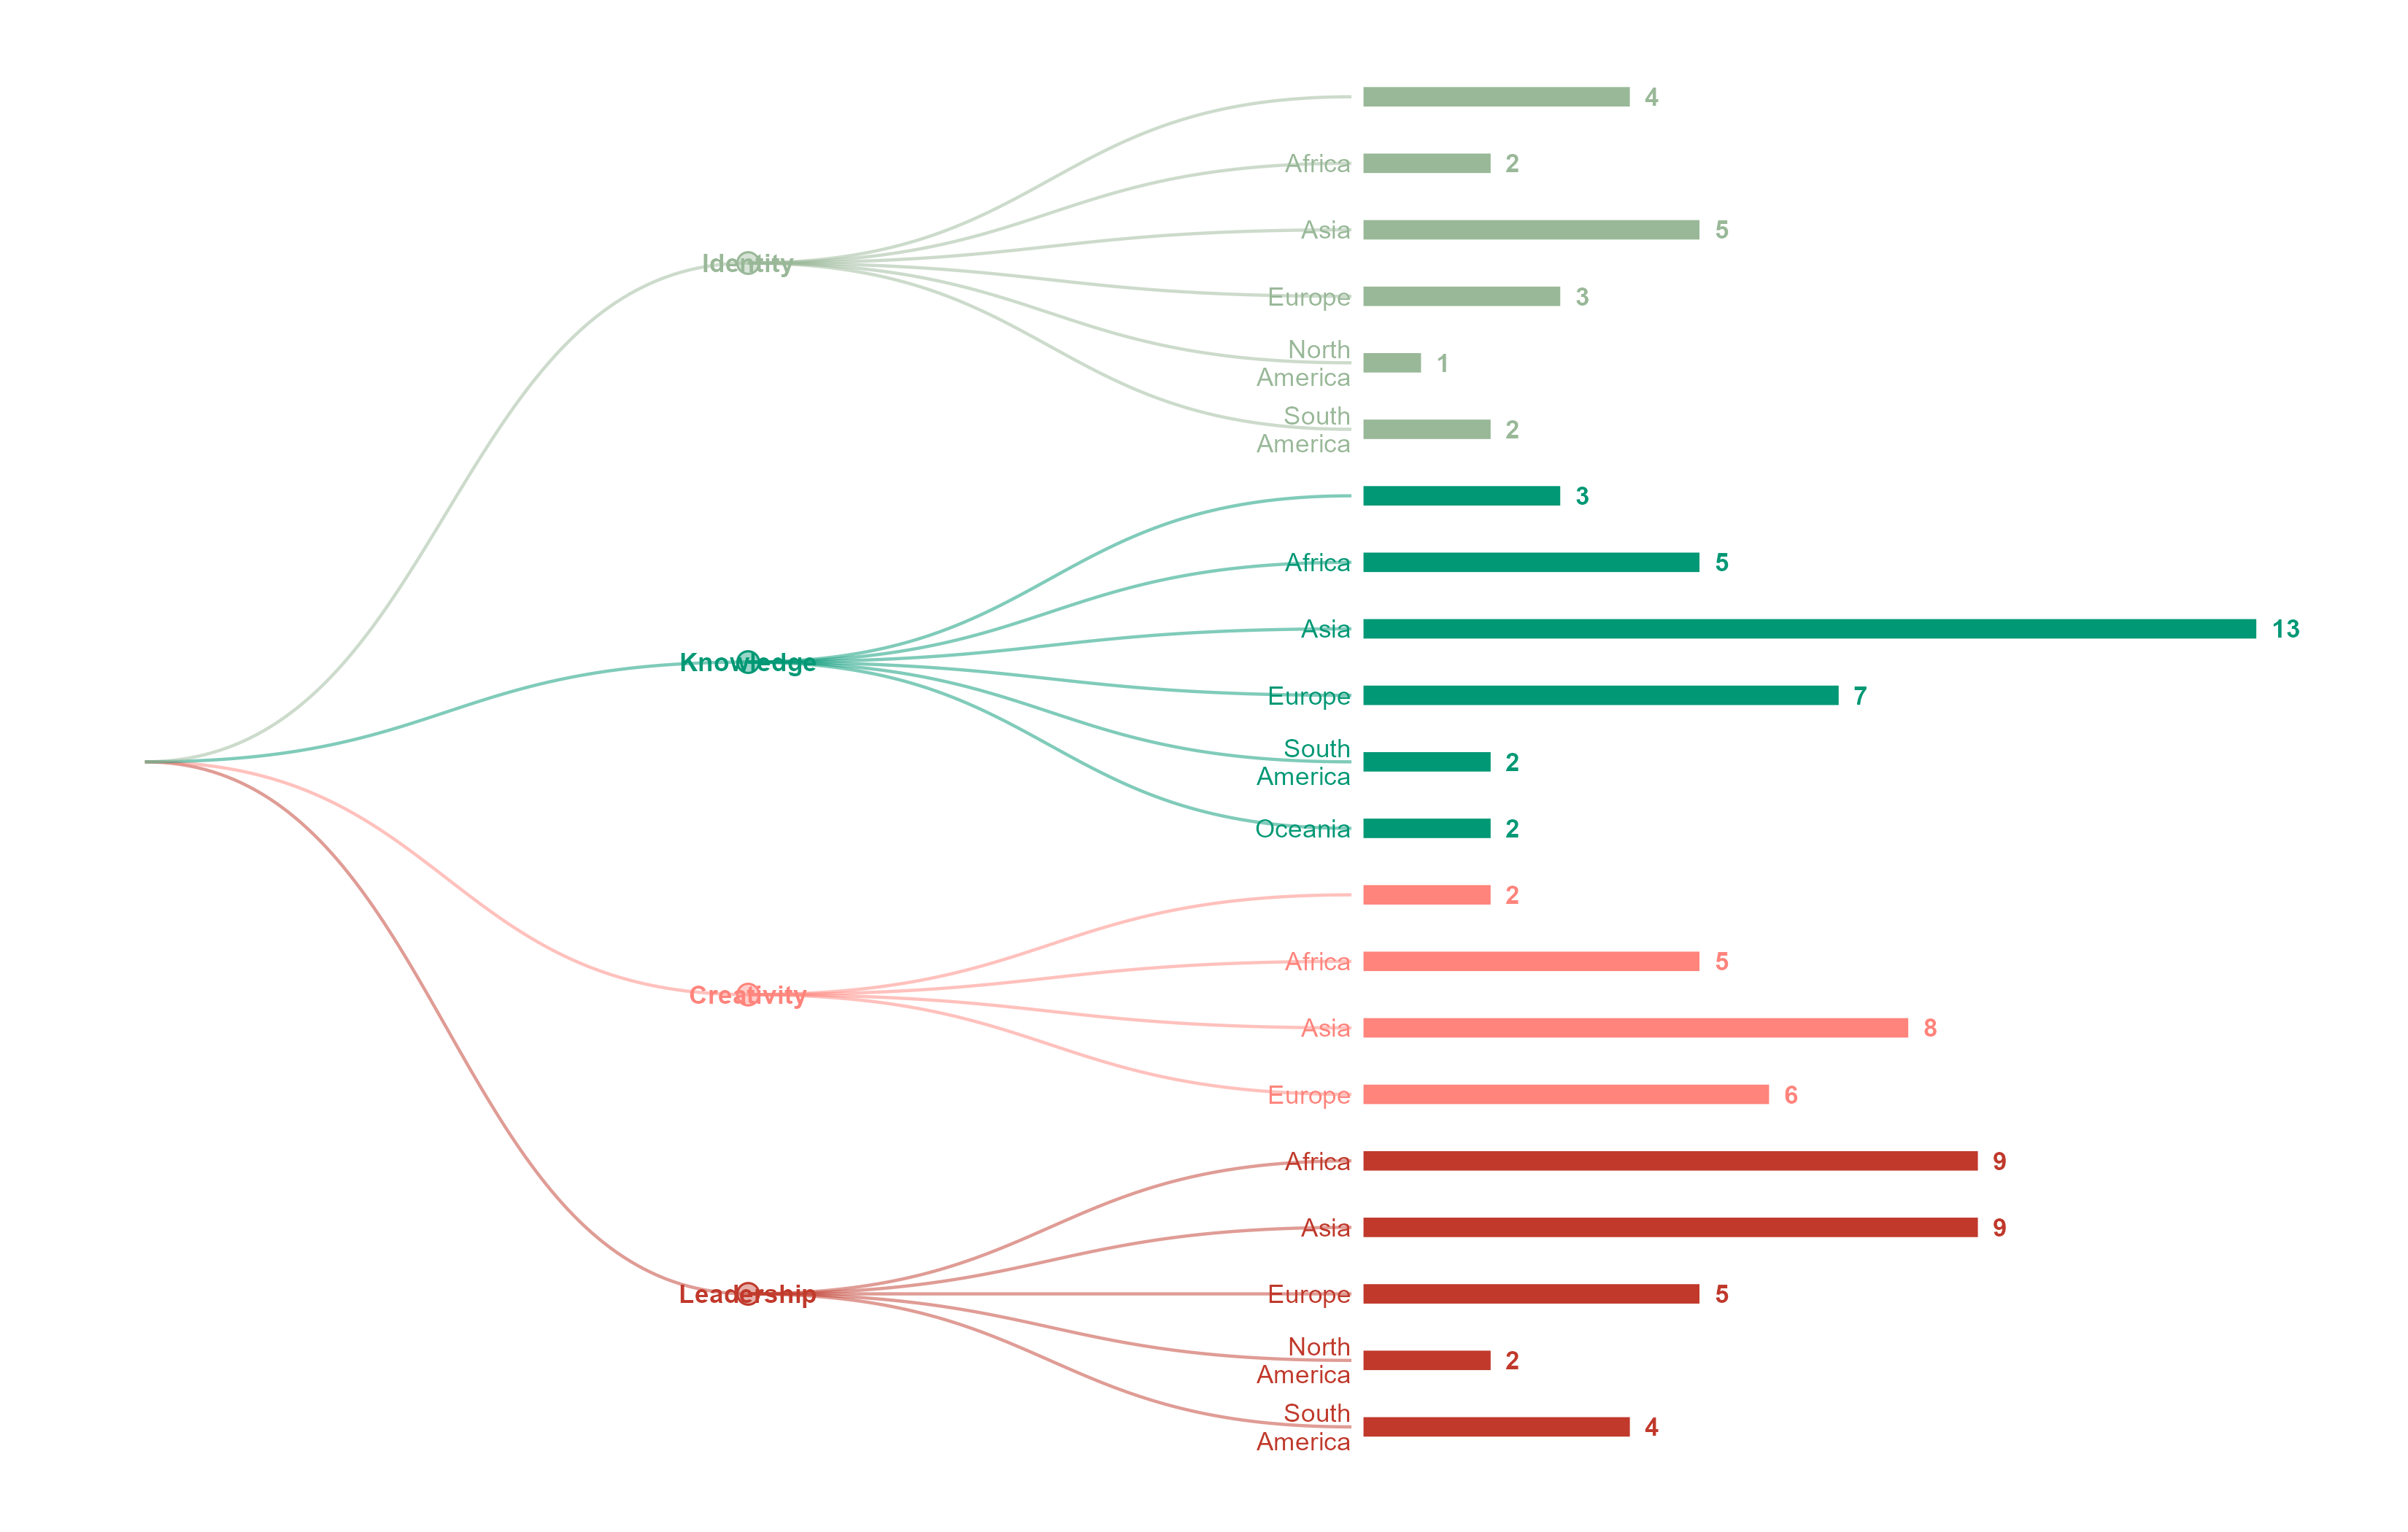 Identity
4
Africa 2
Asia 5
Europe 3
North
America 1
South
America 2
Knowledge
3
Africa 5
Asia 13
Europe 7
South
America 2
Oceania 2
Creativity
2
Africa 5
Asia 8
Europe 6
Leadership
Africa 9
Asia 9
Europe 5
North
America 2
South
America 4